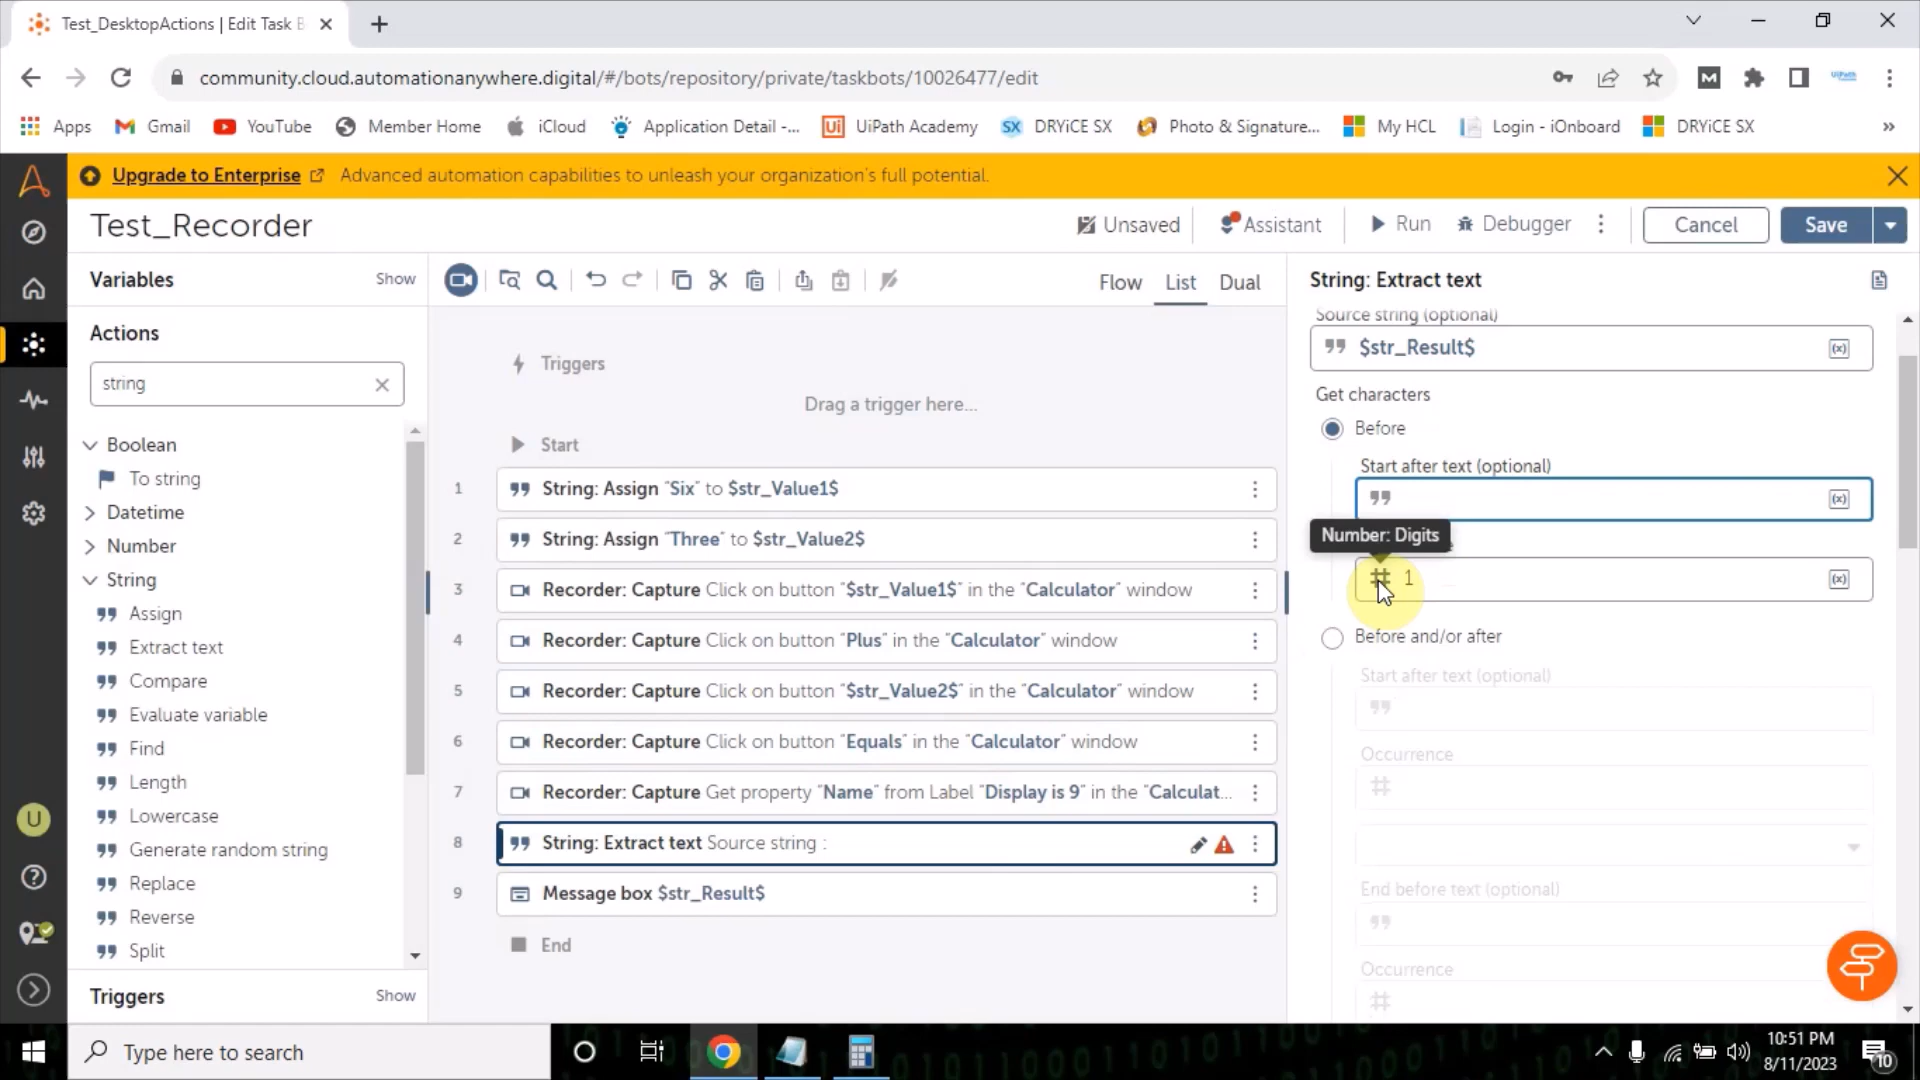 Test_DesktopActions | Edit Task B
community.cloud.automationanywhere.digital/#/bots/repository/private/taskbots/10026477/edit
Apps
Gmail
YouTube
Member Home
iCloud
Application Detail -...
UiPath Academy
DRYiCE SX
Photo & Signature...
My HCL
Login - iOnboard
DRYiCE SX
»
Upgrade to Enterprise
Advanced automation capabilities to unleash your organization's full potential.
Test_Recorder
Unsaved
Assistant
Run
Debugger
Cancel
Save
Variables
Show
Flow
List
Dual
String: Extract text
Actions
string
Boolean
To string
Datetime
Number
String
Assign
Extract text
Compare
Evaluate variable
Find
Length
Lowercase
Generate random string
Replace
Reverse
Split
Triggers
Show
Triggers
Drag a trigger here...
Start
1 String: Assign "Six" to $str_Value1$
2 String: Assign "Three" to $str_Value2$
3 Recorder: Capture Click on button "$str_Value1$" in the "Calculator" window
4 Recorder: Capture Click on button "Plus" in the "Calculator" window
5 Recorder: Capture Click on button "$str_Value2$" in the "Calculator" window
6 Recorder: Capture Click on button "Equals" in the "Calculator" window
7 Recorder: Capture Get property "Name" from Label "Display is 9" in the "Calculat...
8 String: Extract text Source string :
9 Message box $str_Result$
End
Source string (optional)
$str_Result$
(x)
Get characters
Before
Start after text (optional)
(x)
Number: Digits
1
(x)
Before and/or after
Start after text (optional)
Occurrence
End before text (optional)
Occurrence
U
Type here to search
10:51 PM
8/11/2023
10